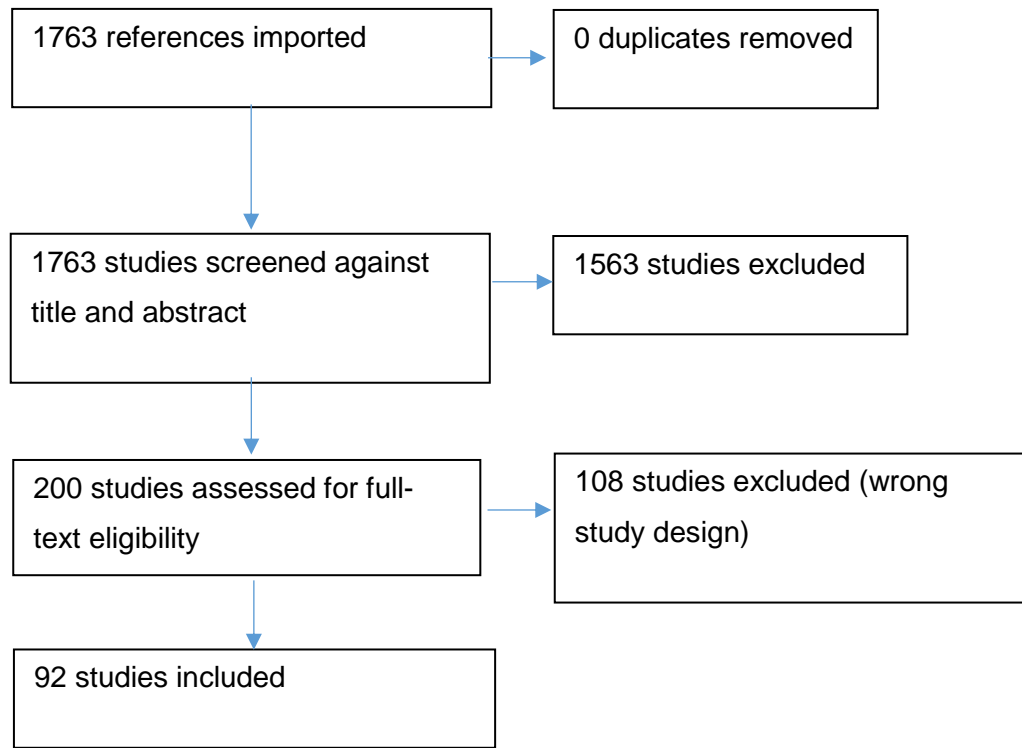 1763 references imported
0 duplicates removed
1763 studies screened against
title and abstract
1563 studies excluded
200 studies assessed for full-
text eligibility
108 studies excluded (wrong
study design)
92 studies included